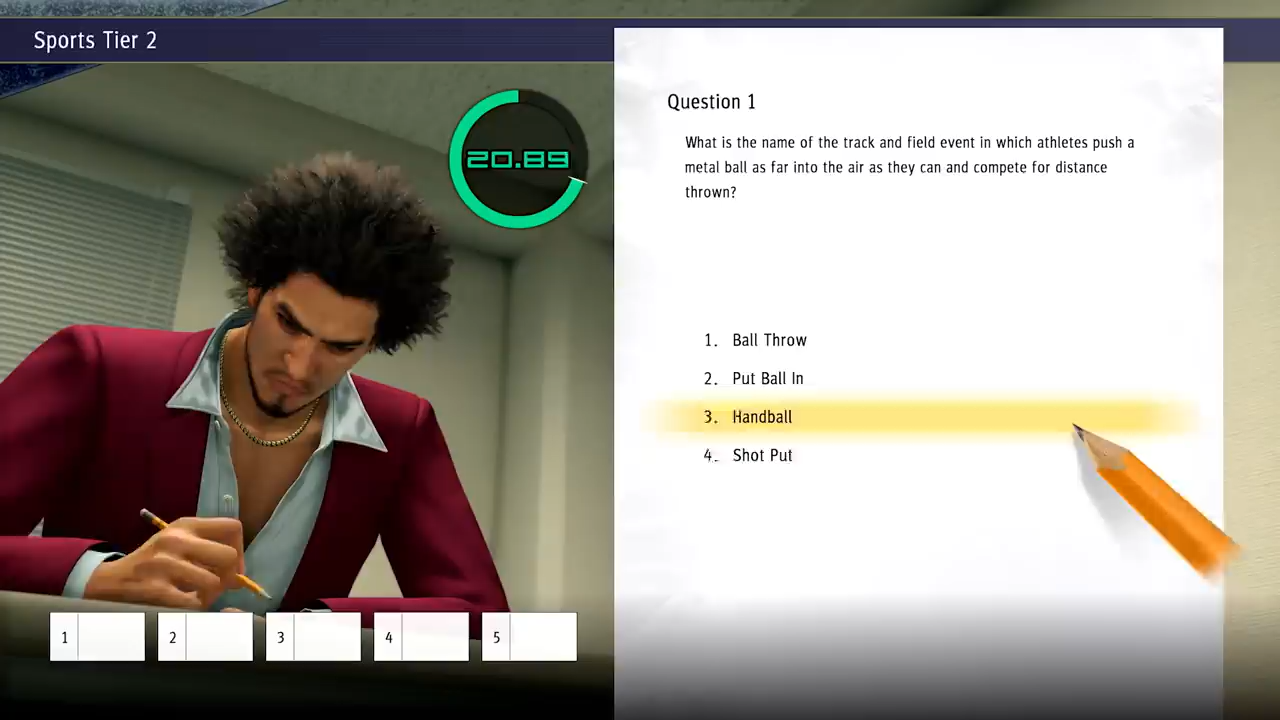 Sports Tier 2
20.89
Question 1
What is the name of the track and field event in which athletes push a
metal ball as far into the air as they can and compete for distance
thrown?
1. Ball Throw
2. Put Ball In
3. Handball
4. Shot Put
1 2 3 4 5